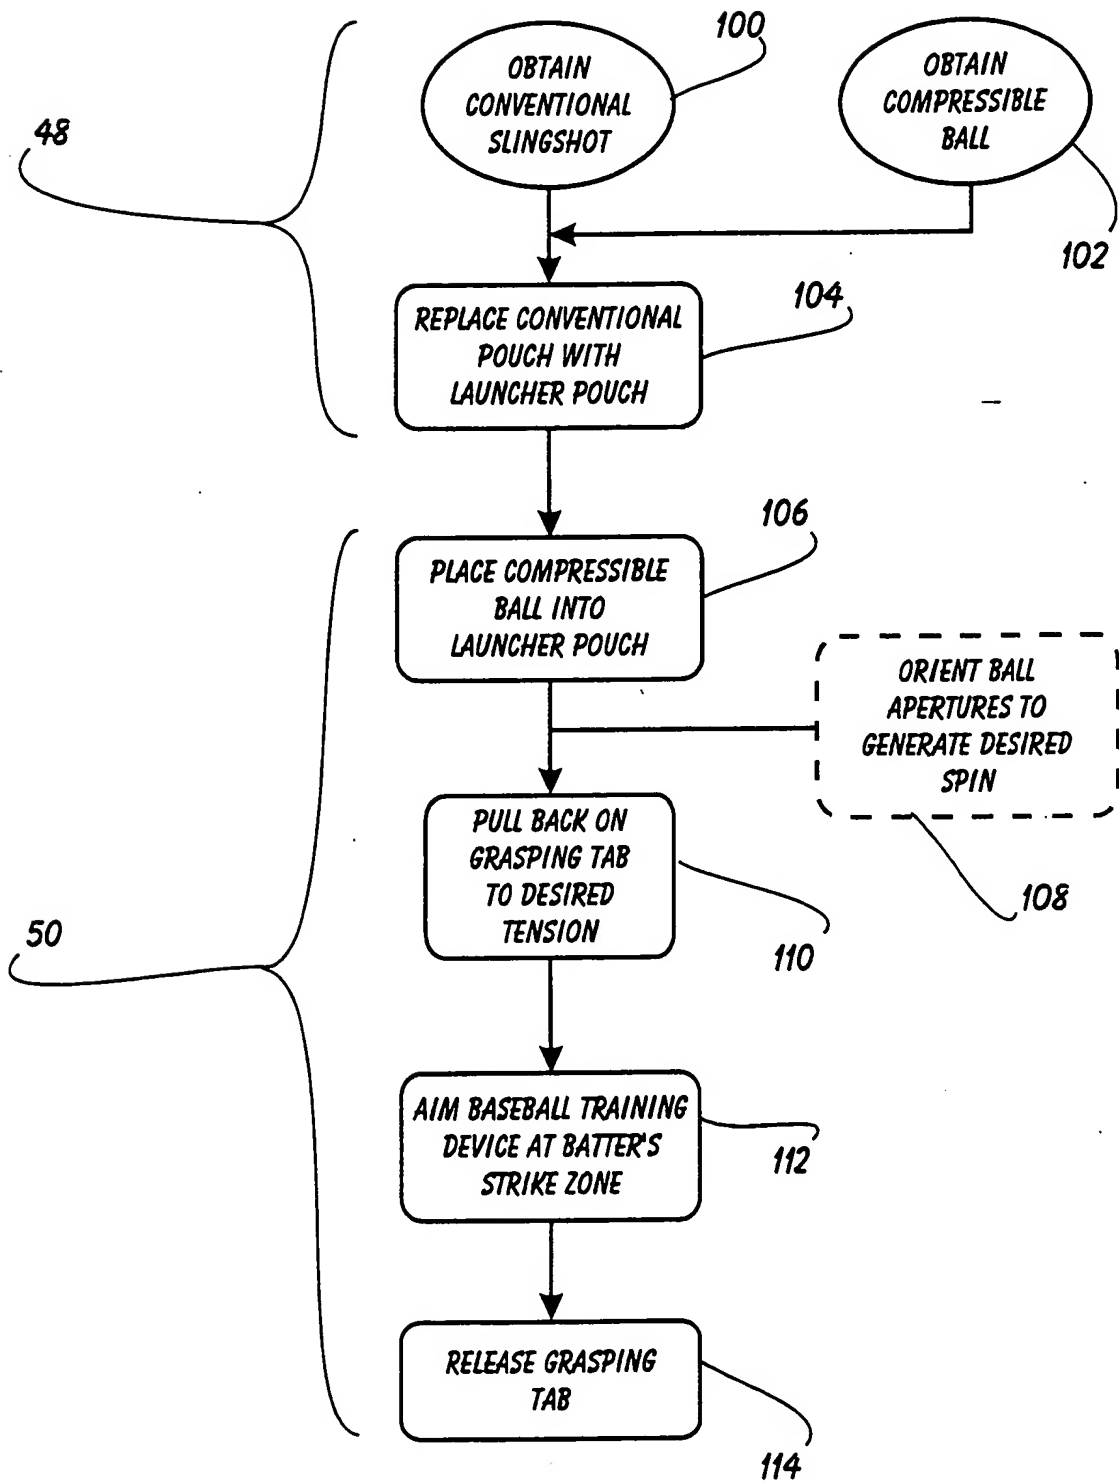 100
OBTAIN
CONVENTIONAL
SLINGSHOT
OBTAIN
COMPRESSIBLE
BALL
48
102
104
REPLACE CONVENTIONAL
POUCH WITH
LAUNCHER POUCH
106
PLACE COMPRESSIBLE
BALL INTO
LAUNCHER POUCH
ORIENT BALL
APERTURES TO
GENERATE DESIRED
SPIN
108
PULL BACK ON
GRASPING TAB
TO DESIRED
TENSION
110
50
AIM BASEBALL TRAINING
DEVICE AT BATTER'S
STRIKE ZONE
112
RELEASE GRASPING
TAB
114